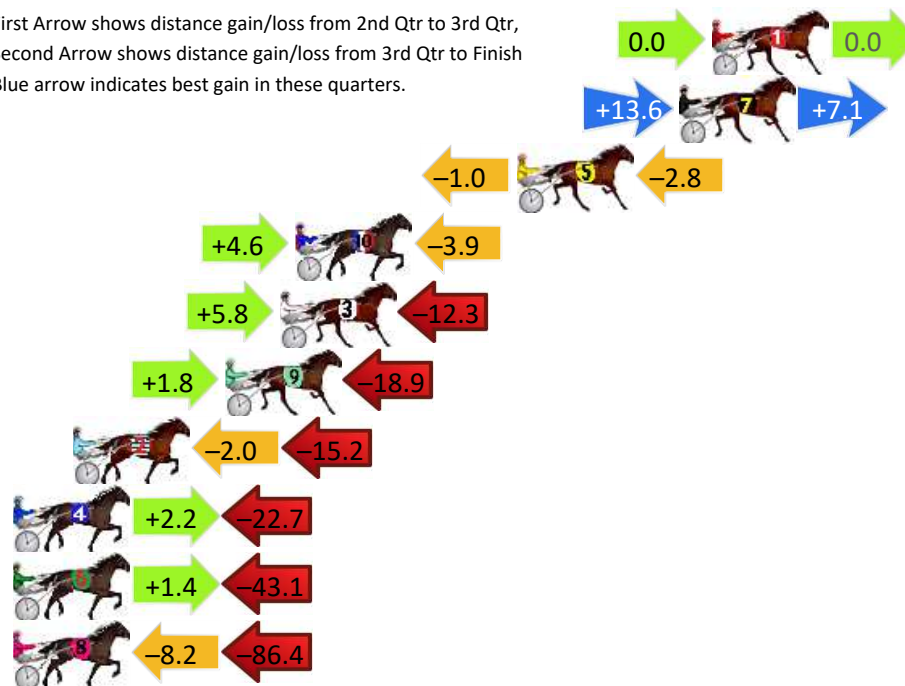 irst Arrow shows distance gain/loss from 2nd Qtr to 3rd Qtr,
Second Arrow shows distance gain/loss from 3rd Qtr to Finish
Blue arrow indicates best gain in these quarters.
0.0 1 0.0
+13.6 7 +7.1
–1.0 5 –2.8
+4.6 10 –3.9
+5.8 3 –12.3
+1.8 9 –18.9
2 –2.0 –15.2
4 +2.2 –22.7
+1.4 –43.1
8 –8.2 –86.4